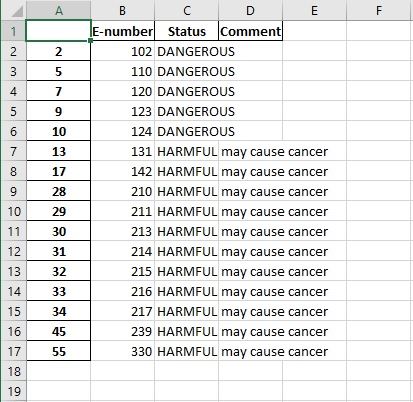 A B C D E F
1 E-number Status Comment
2 2 102 DANGEROUS
3 5 110 DANGEROUS
4 7 120 DANGEROUS
5 9 123 DANGEROUS
6 10 124 DANGEROUS
7 13 131 HARMFUL may cause cancer
8 17 142 HARMFUL may cause cancer
9 28 210 HARMFUL may cause cancer
10 29 211 HARMFUL may cause cancer
11 30 213 HARMFUL may cause cancer
12 31 214 HARMFUL may cause cancer
13 32 215 HARMFUL may cause cancer
14 33 216 HARMFUL may cause cancer
15 34 217 HARMFUL may cause cancer
16 45 239 HARMFUL may cause cancer
17 55 330 HARMFUL may cause cancer
18
19